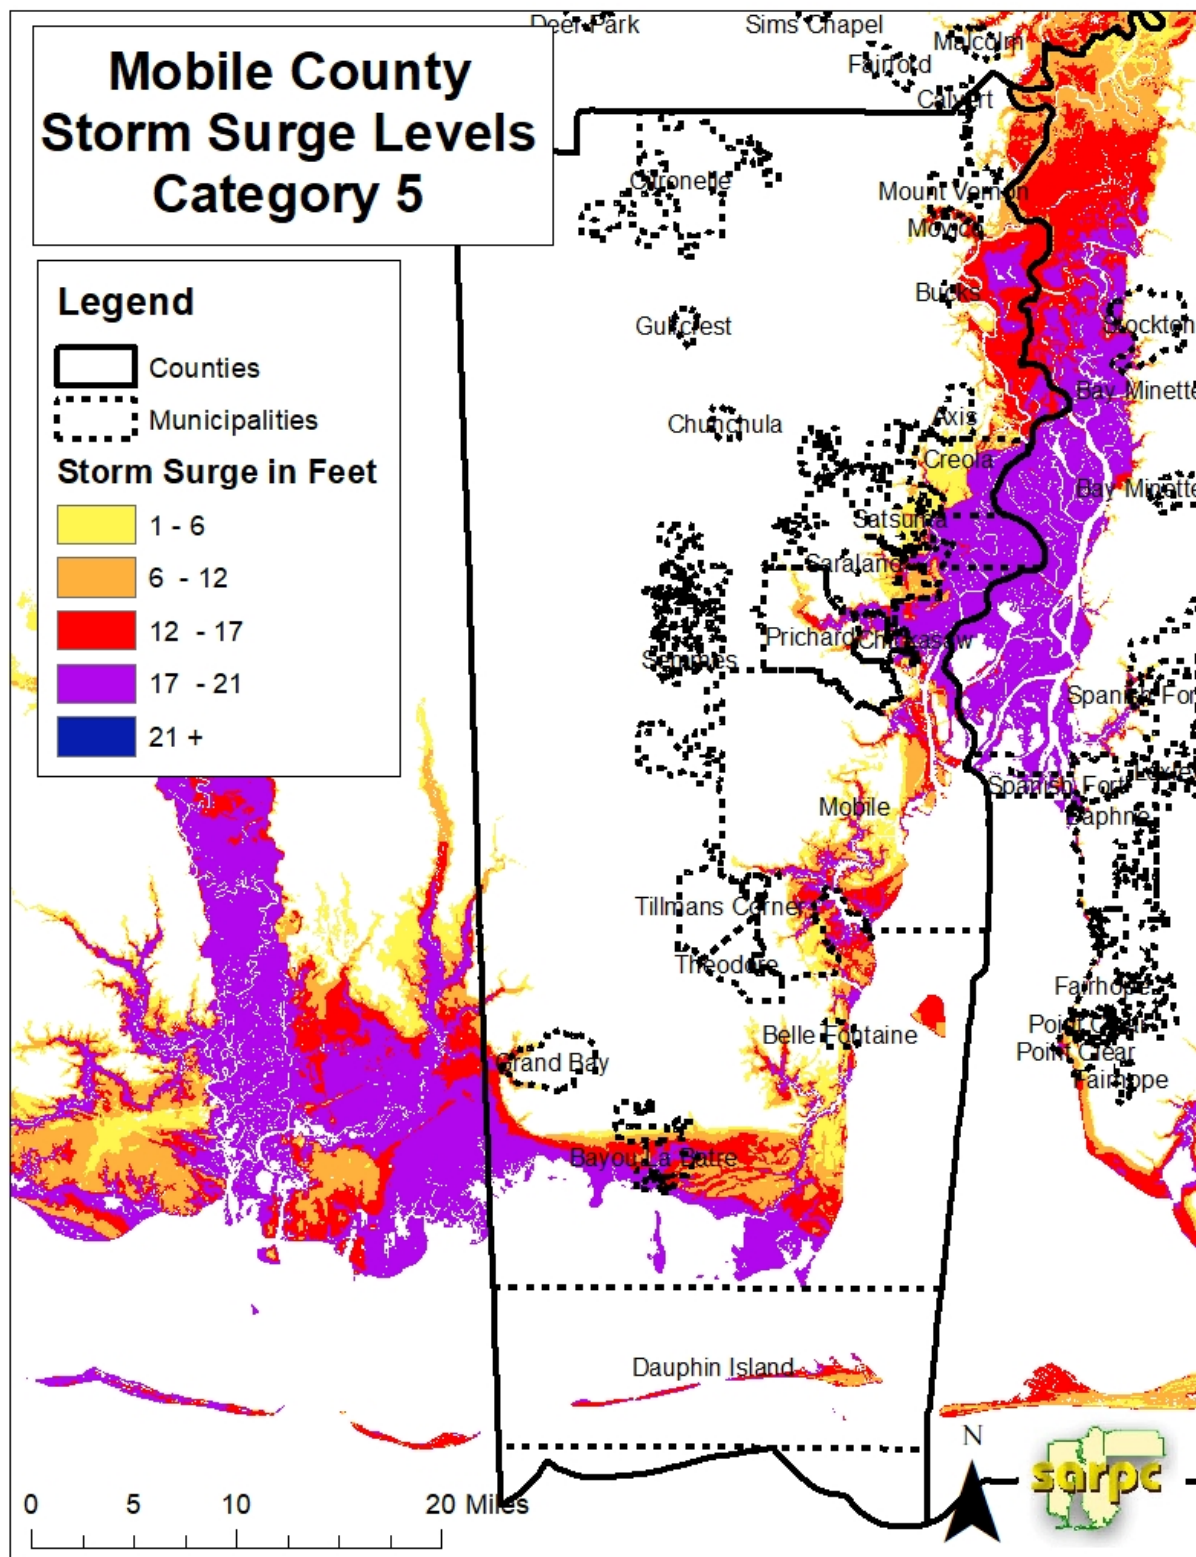 Deer Park
Sims Chapel
Malcolm
Fairford
Calvert
Mobile County
Storm Surge Levels
Category 5
Citronelle
Mount Vernon
Movico
Bucks
Gulfcrest
Stockton
Chunchula
Axis
Bay Minette
Creola
Bay Minette
Satsuma
Saraland
Prichard
Chickasaw
Semmes
Spanish For
Mobile
Spanish Fort
Loxley
Daphne
Tillmans Corner
Theodore
Fairhope
Belle Fontaine
Point Clear
Point Clear
Fairhope
Grand Bay
Bayou La Batre
Dauphin Island
Legend
Counties
Municipalities
Storm Surge in Feet
1 - 6
6 - 12
12 - 17
17 - 21
21 +
N
sarpc
0 5 10 20 Miles